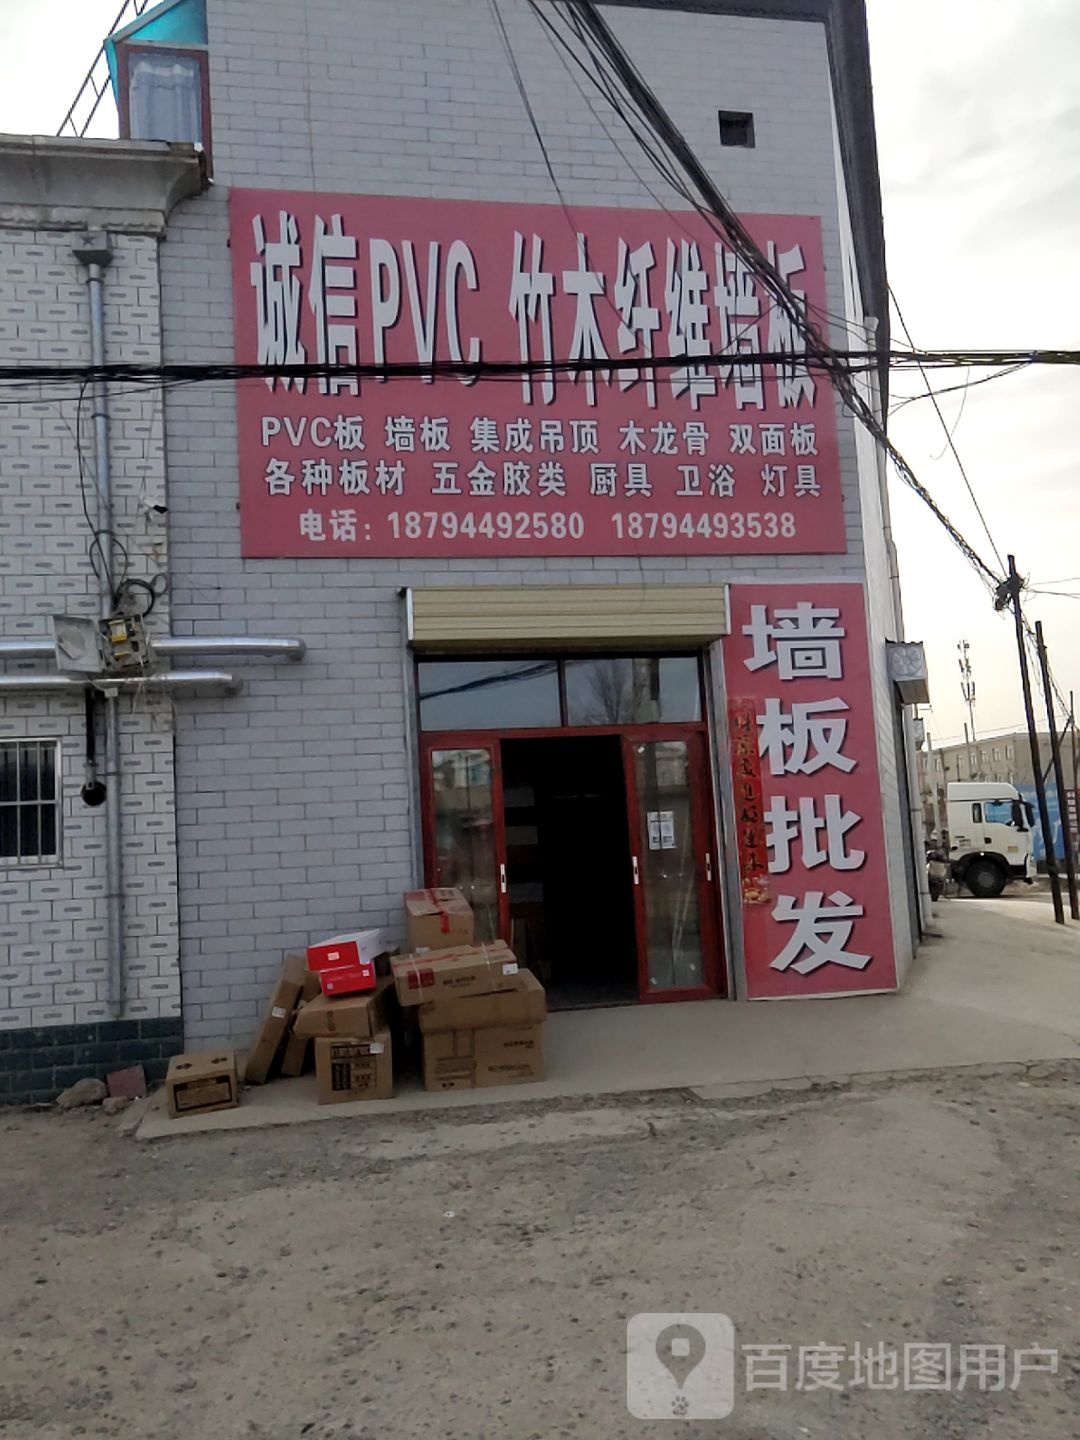 诚信PVC 竹木纤维墙板
PVC板 墙板 集成吊顶 木龙骨 双面板
各种板材 五金胶类 厨具 卫浴 灯具
电话：18794492580 18794493538
墙板批发
百度地图用户